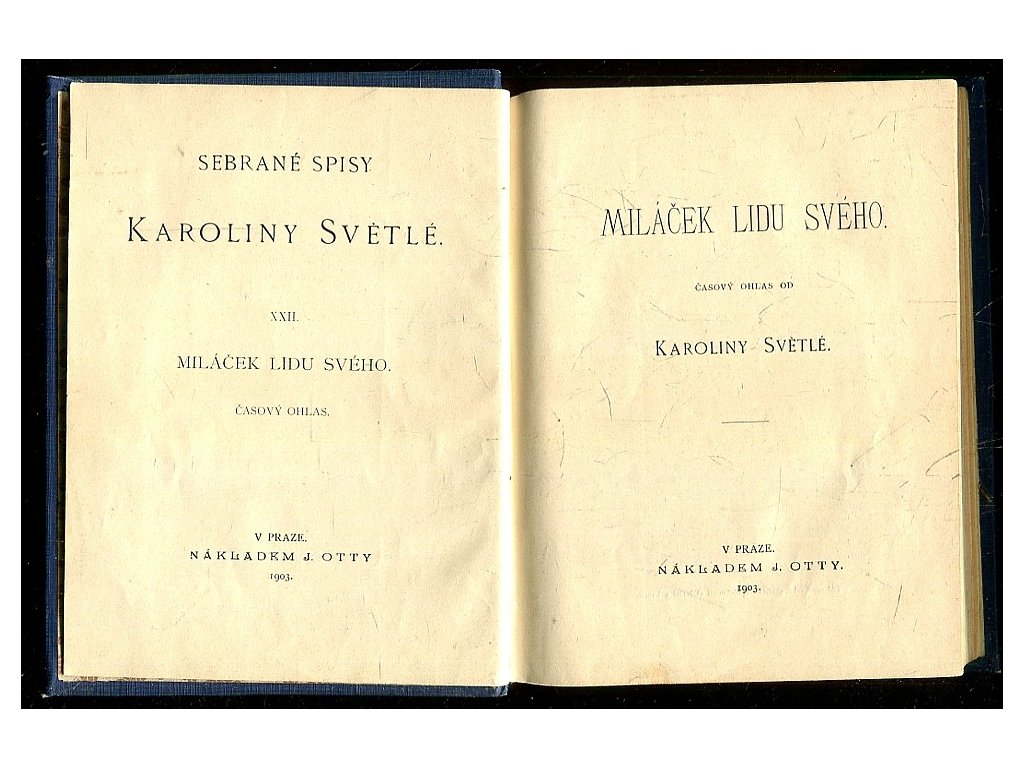 SEBRANÉ SPISY
KAROLINY SVĚTLÉ.
XXII.
MILÁČEK LIDU SVÉHO.
ČASOVÝ OHLAS.
V PRAZE.
NÁKLADEM J. OTTY
1903.
MILÁČEK LIDU SVÉHO.
ČASOVÝ OHLAS OD
KAROLINY SVĚTLÉ.
V PRAZE.
NÁKLADEM J. OTTY.
1903.